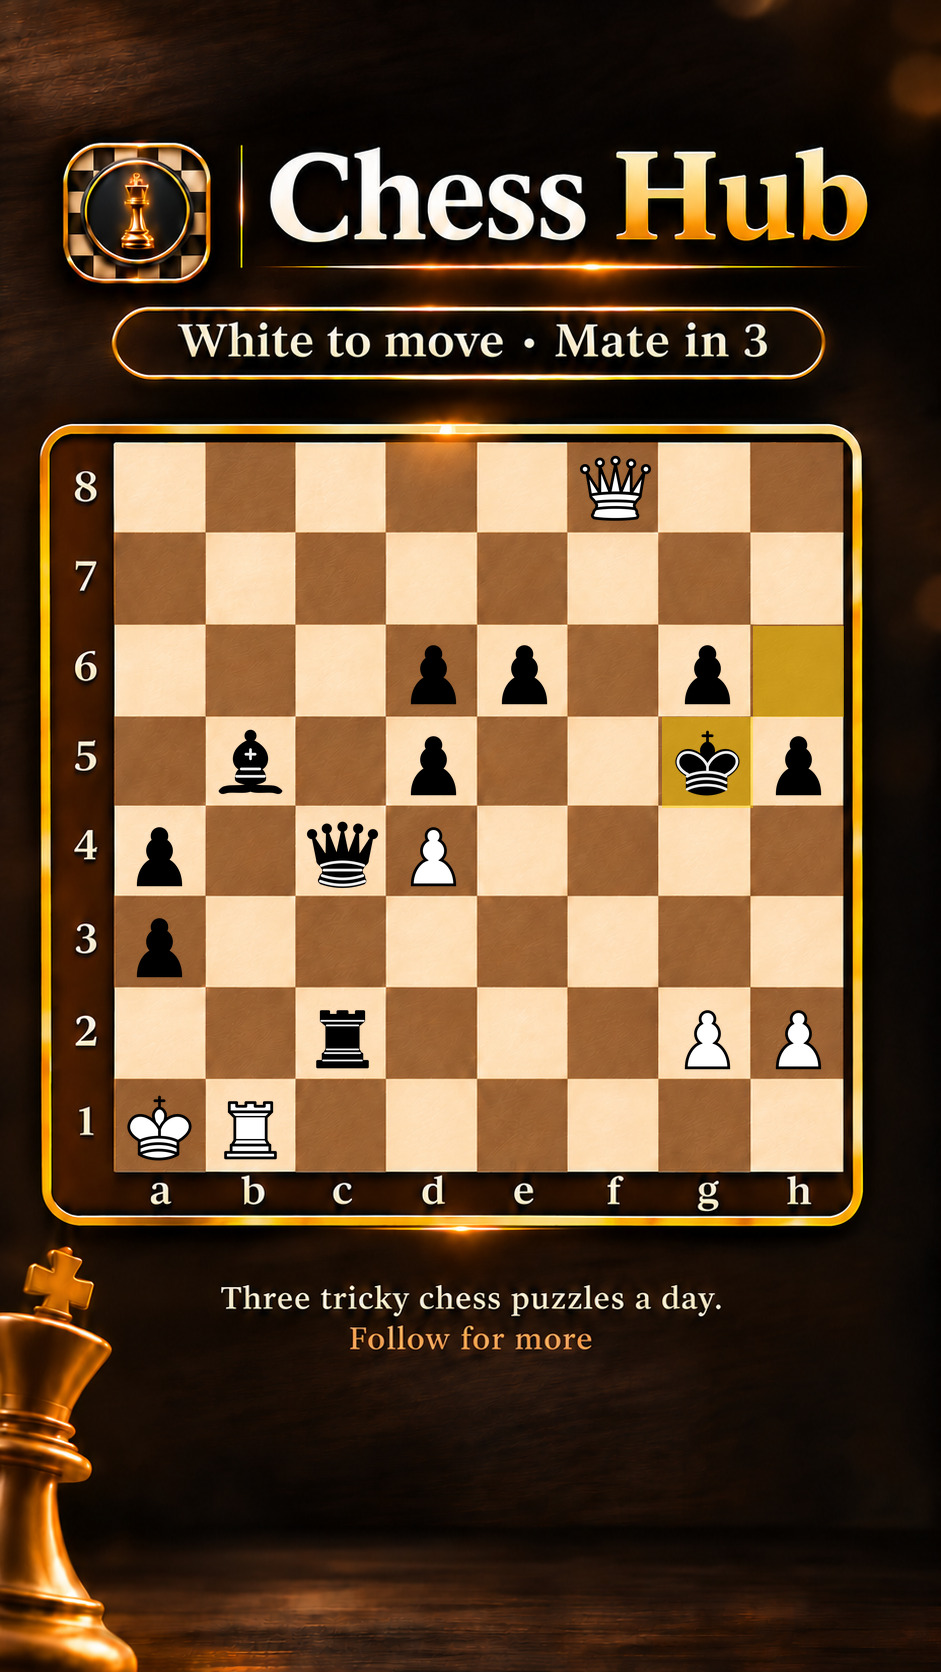 Chess Hub
White to move • Mate in 3
8
7
6
5
4
3
2
1
a b c d e f g h
Three tricky chess puzzles a day.
Follow for more